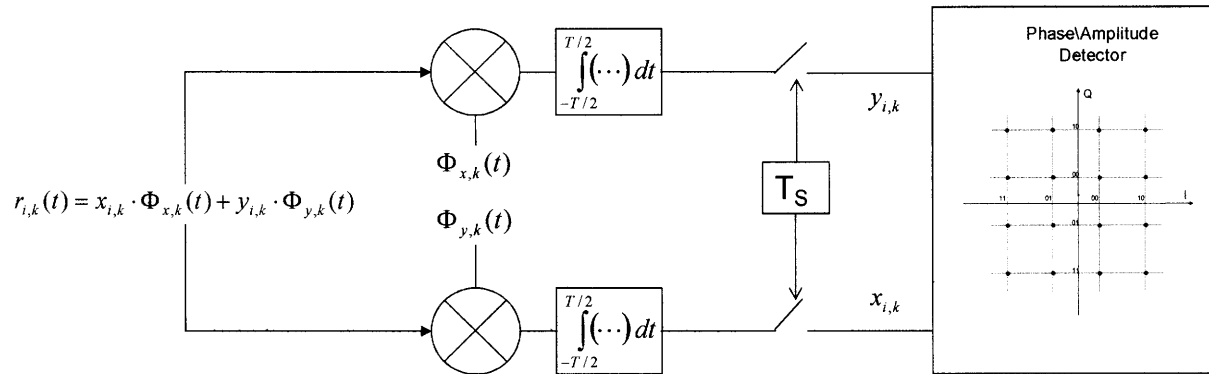 Phase\Amplitude
Detector
T/2
∫(⋯) dt
-T/2
y_{i,k}
Φ_{x,k}(t)
r_{i,k}(t) = x_{i,k} · Φ_{x,k}(t) + y_{i,k} · Φ_{y,k}(t)
T_S
Φ_{y,k}(t)
T/2
∫(⋯) dt
-T/2
x_{i,k}
Q
10
00
11 01 00 10 I
01
11